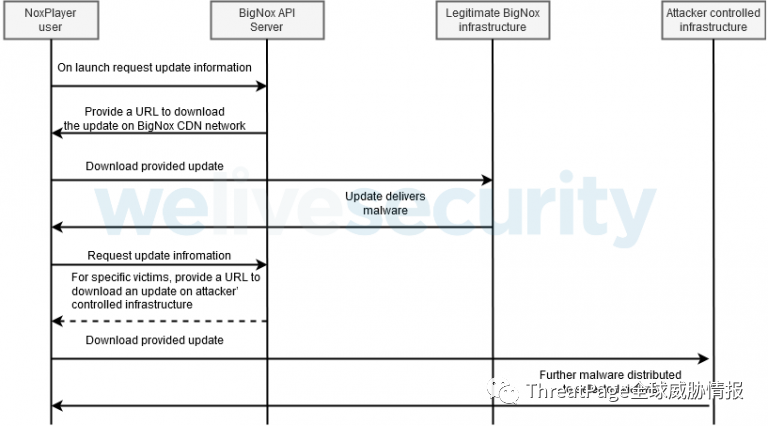 NoxPlayer
user
BigNox API
Server
Legitimate BigNox
infrastructure
Attacker controlled
infrastructure
On launch request update information
Provide a URL to download
the update on BigNox CDN network
Download provided update
Update delivers
malware
welivesecurity
Request update infromation
For specific victims, provide a URL to
download an update on attacker'
controlled infrastructure
Download provided update
Further malware distributed
to selected victims
ThreatPage全球威胁情报